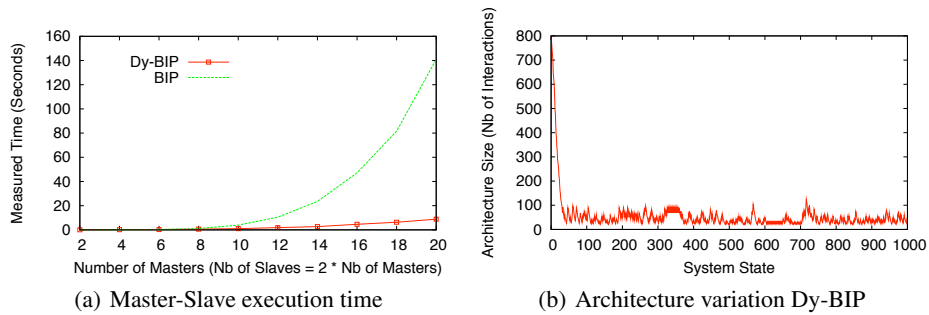 Measured Time (Seconds)
160
140
120
100
80
60
40
20
0
Dy-BIP
BIP
2 4 6 8 10 12 14 16 18 20
Number of Masters (Nb of Slaves = 2 * Nb of Masters)
(a) Master-Slave execution time
Architecture Size (Nb of Interactions)
800
700
600
500
400
300
200
100
0
0 100 200 300 400 500 600 700 800 900 1000
System State
(b) Architecture variation Dy-BIP